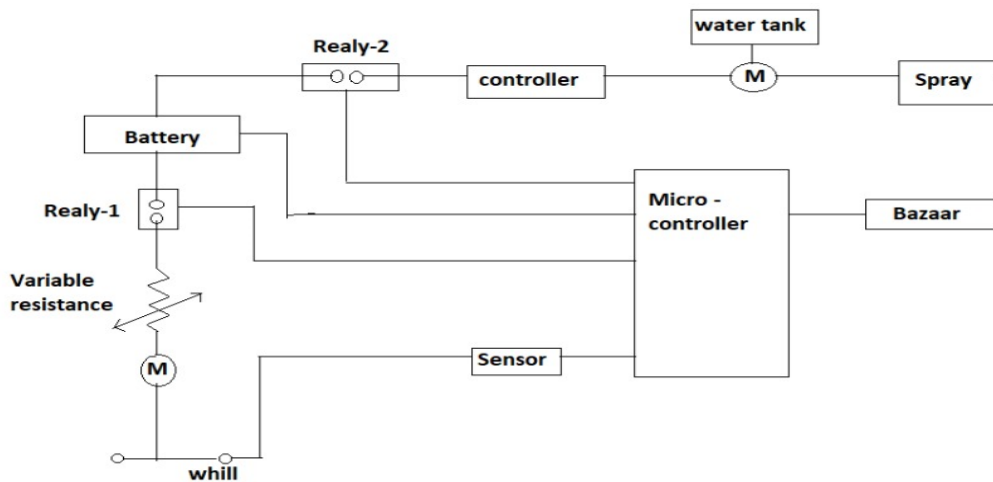 water tank
Realy-2
M
controller
Spray
Battery
Realy-1
Micro -
controller
Bazaar
Variable
resistance
M
Sensor
whill